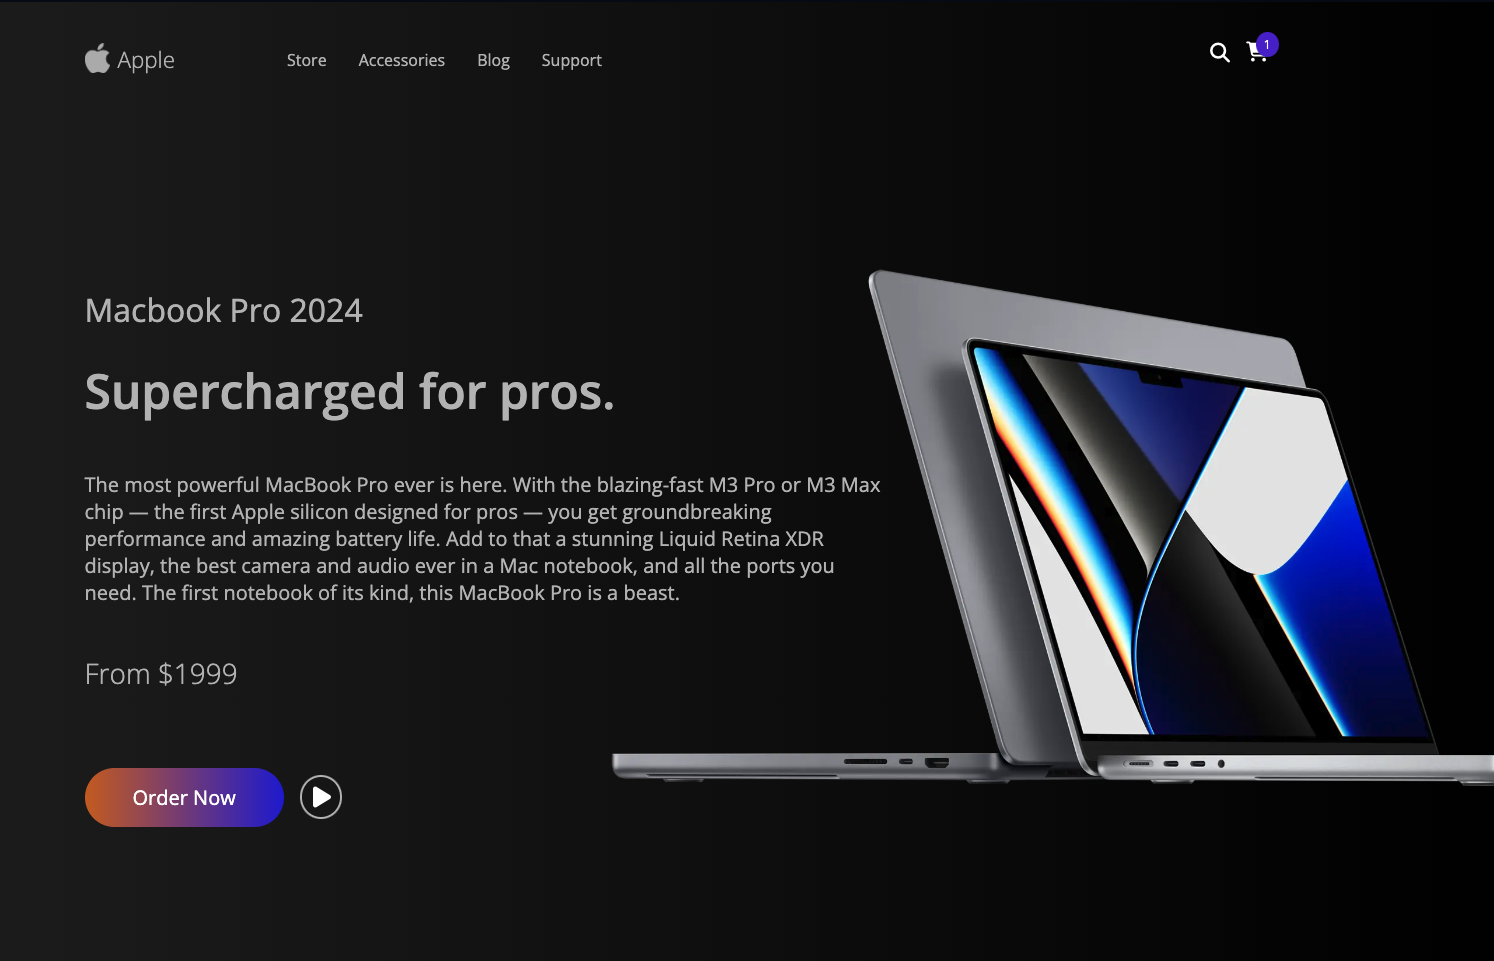 Apple
Store Accessories Blog Support
1
Macbook Pro 2024
Supercharged for pros.
The most powerful MacBook Pro ever is here. With the blazing-fast M3 Pro or M3 Max
chip — the first Apple silicon designed for pros — you get groundbreaking
performance and amazing battery life. Add to that a stunning Liquid Retina XDR
display, the best camera and audio ever in a Mac notebook, and all the ports you
need. The first notebook of its kind, this MacBook Pro is a beast.
From $1999
Order Now